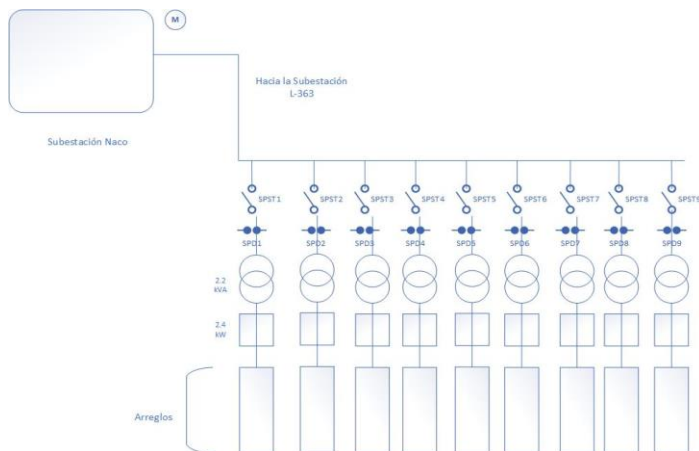 M
Hacia la Subestación
L-363
Subestación Naco
SPST1
SPST2
SPST3
SPST4
SPST5
SPST6
SPST7
SPST8
SPST9
SPD1
SPD2
SPD3
SPD4
SPD5
SPD6
SPD7
SPD8
SPD9
2.2
kVA
2.4
kW
Arreglos